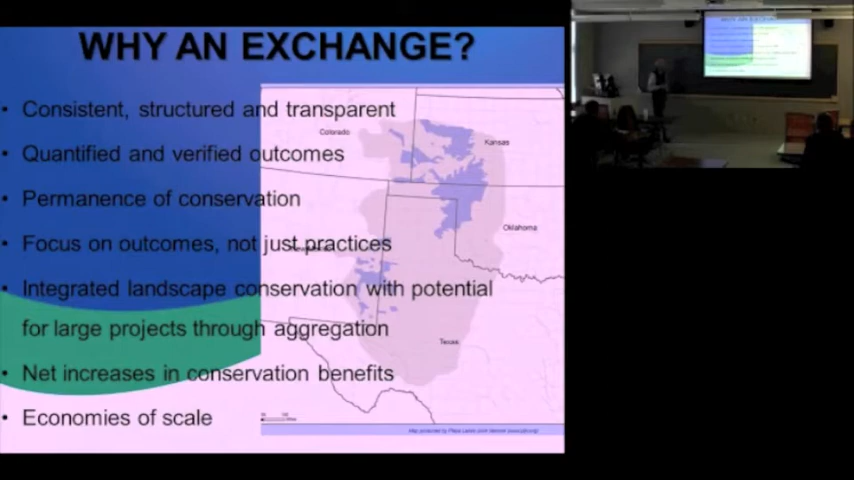 WHY AN EXCHANGE?
• Consistent, structured and transparent
• Quantified and verified outcomes
• Permanence of conservation
• Focus on outcomes, not just practices
• Integrated landscape conservation with potential
for large projects through aggregation
• Net increases in conservation benefits
• Economies of scale
Colorado
Kansas
Oklahoma
Texas